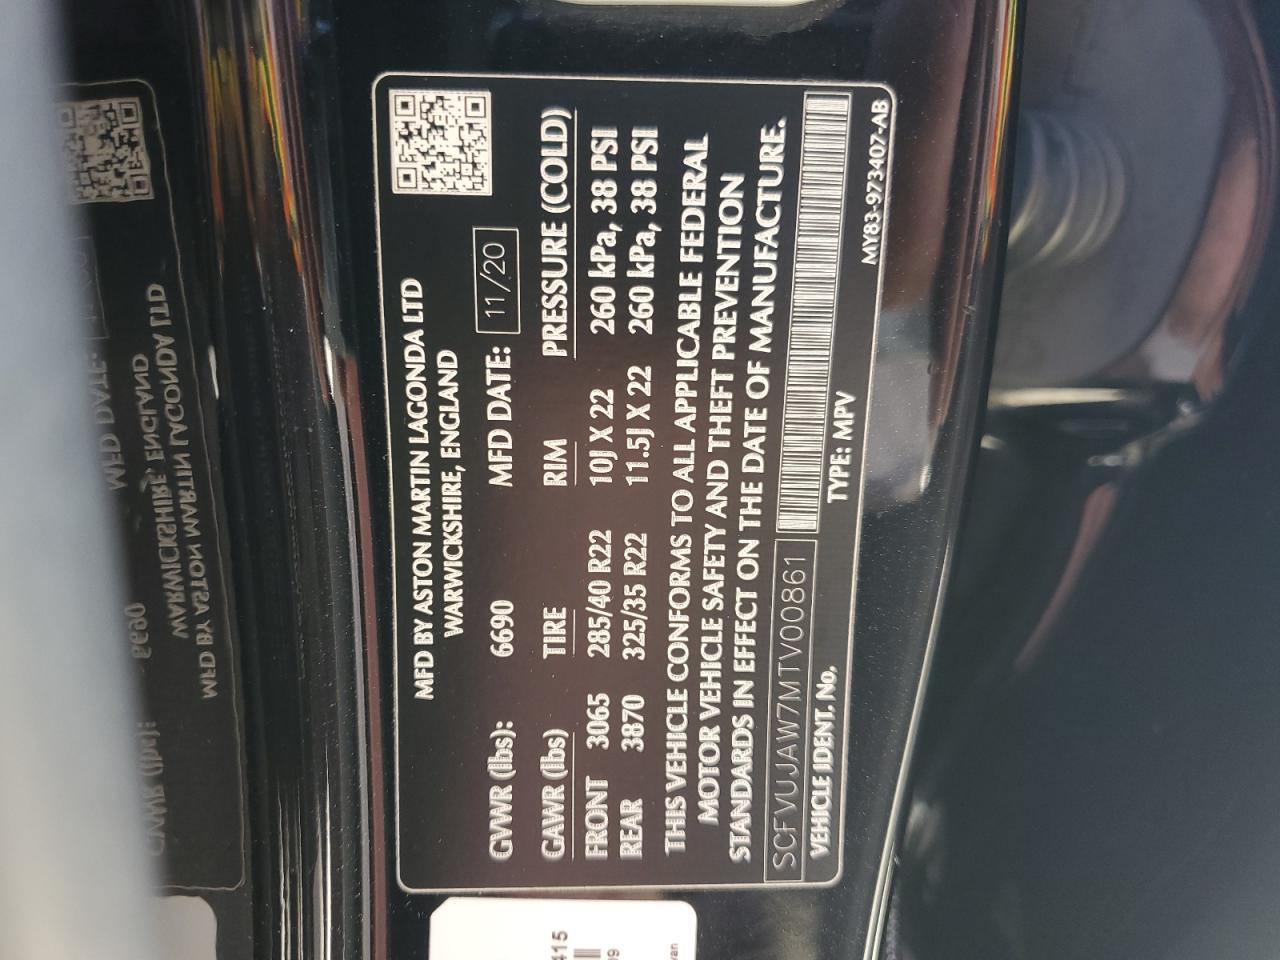 MFD BY ASTON MARTIN LAGONDA LTD
WARWICKSHIRE, ENGLAND
GVWR (lbs): 6690 MFD DATE: 11/20
GAWR (lbs) TIRE RIM PRESSURE (COLD)
FRONT 3065 285/40 R22 10J X 22 260 kPa, 38 PSI
REAR 3870 325/35 R22 11.5J X 22 260 kPa, 38 PSI
THIS VEHICLE CONFORMS TO ALL APPLICABLE FEDERAL
MOTOR VEHICLE SAFETY AND THEFT PREVENTION
STANDARDS IN EFFECT ON THE DATE OF MANUFACTURE.
SCFVUJAW7MTV00861
VEHICLE IDENT. No. TYPE: MPV
MY83-973407-AB
MFD BY ASTON MARTIN LAGONDA LTD
WARWICKSHIRE, ENGLAND
GVWR (lbs): 6690 MFD DATE:
415